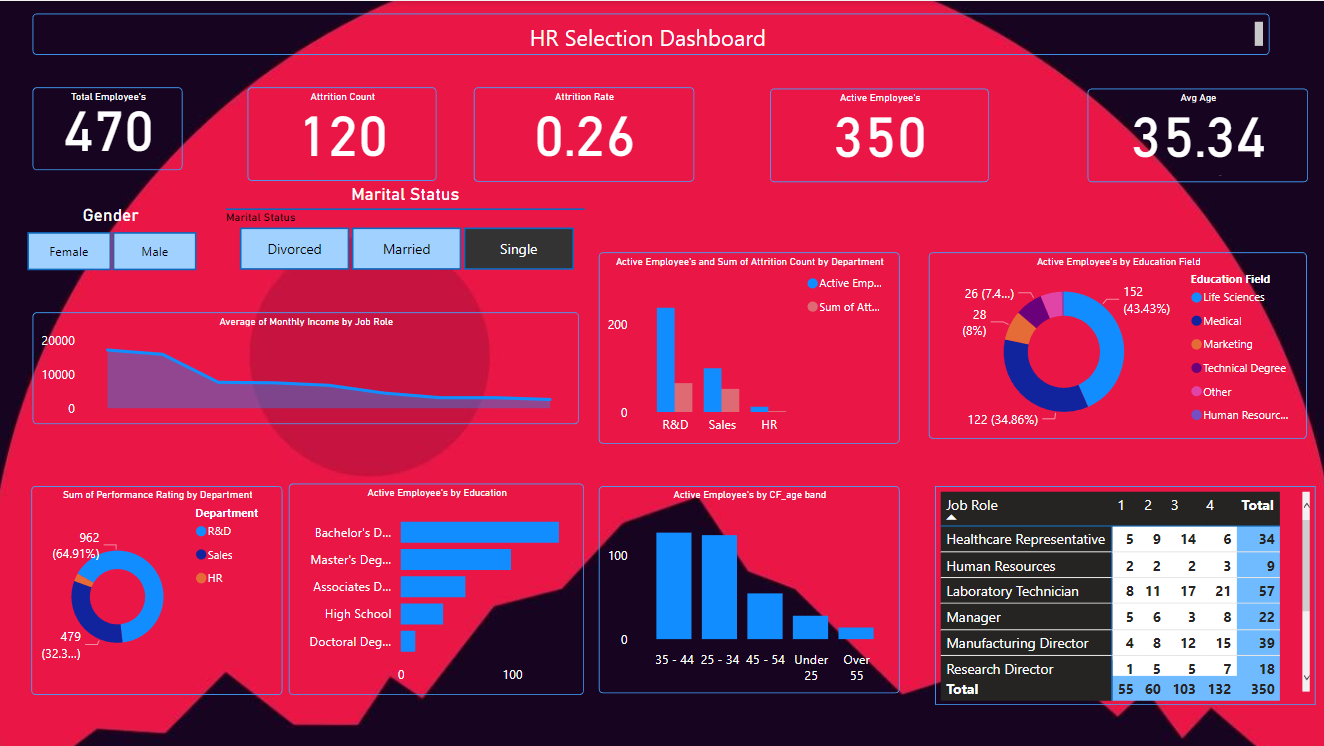 HR Selection Dashboard
Total Employee's
470
Attrition Count
120
Attrition Rate
0.26
Active Employee's
350
Avg Age
35.34
Gender
Female
Male
Marital Status
Marital Status
Divorced
Married
Single
Average of Monthly Income by Job Role
20000
10000
0
Active Employee's and Sum of Attrition Count by Department
Active Emp...
Sum of Att...
200
0
R&D
Sales
HR
Active Employee's by Education Field
26 (7.4...)
28
(8%)
152
(43.43%)
122 (34.86%)
Education Field
Life Sciences
Medical
Marketing
Technical Degree
Other
Human Resourc...
Sum of Performance Rating by Department
962
(64.91%)
479
(32.3...)
Department
R&D
Sales
HR
Active Employee's by Education
Bachelor's D...
Master's Deg...
Associates D...
High School
Doctoral Deg...
0
100
Active Employee's by CF_age band
100
0
35 - 44
25 - 34
45 - 54
Under
25
Over
55
Job Role 1 2 3 4 Total
Healthcare Representative 5 9 14 6 34
Human Resources 2 2 2 3 9
Laboratory Technician 8 11 17 21 57
Manager 5 6 3 8 22
Manufacturing Director 4 8 12 15 39
Research Director 1 5 5 7 18
Total 55 60 103 132 350